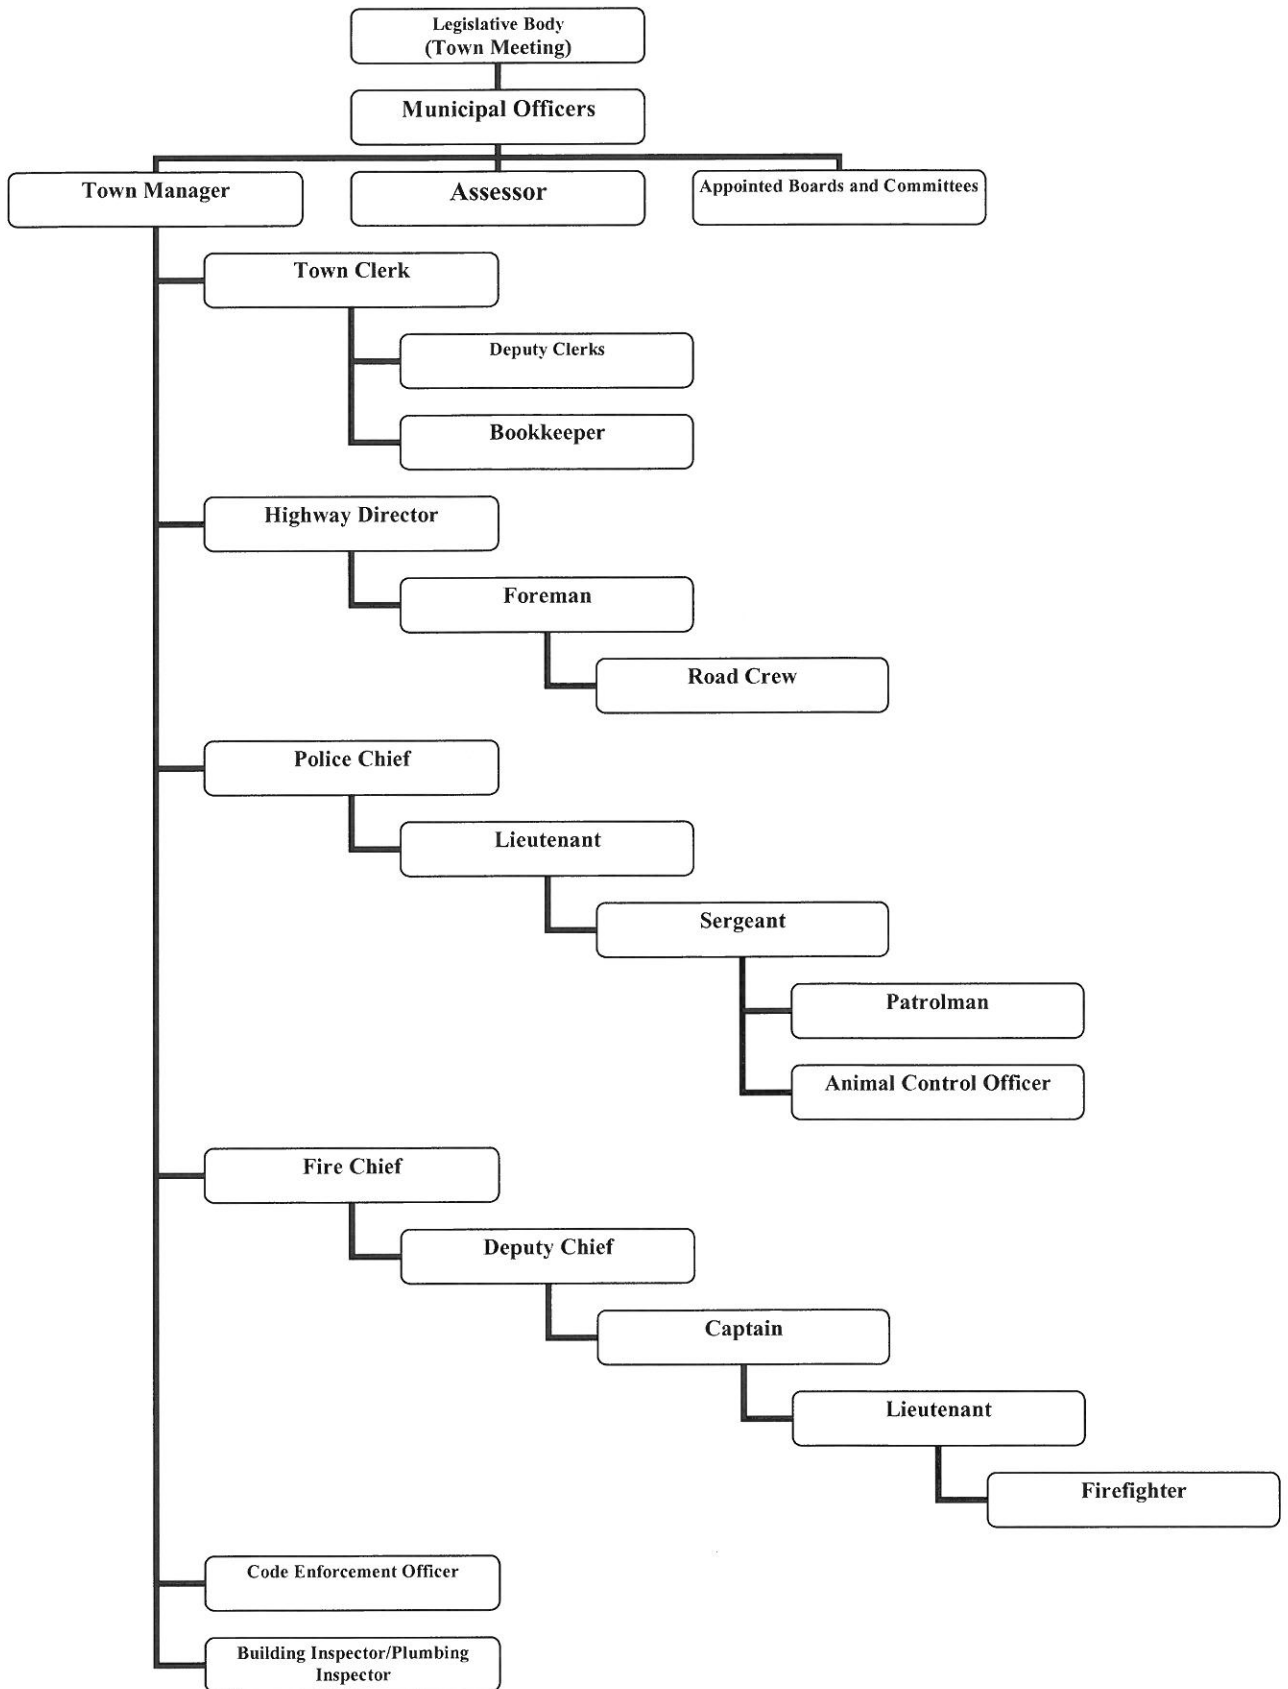 Legislative Body
(Town Meeting)
Municipal Officers
Town Manager
Assessor
Appointed Boards and Committees
Town Clerk
Deputy Clerks
Bookkeeper
Highway Director
Foreman
Road Crew
Police Chief
Lieutenant
Sergeant
Patrolman
Animal Control Officer
Fire Chief
Deputy Chief
Captain
Lieutenant
Firefighter
Code Enforcement Officer
Building Inspector/Plumbing
Inspector